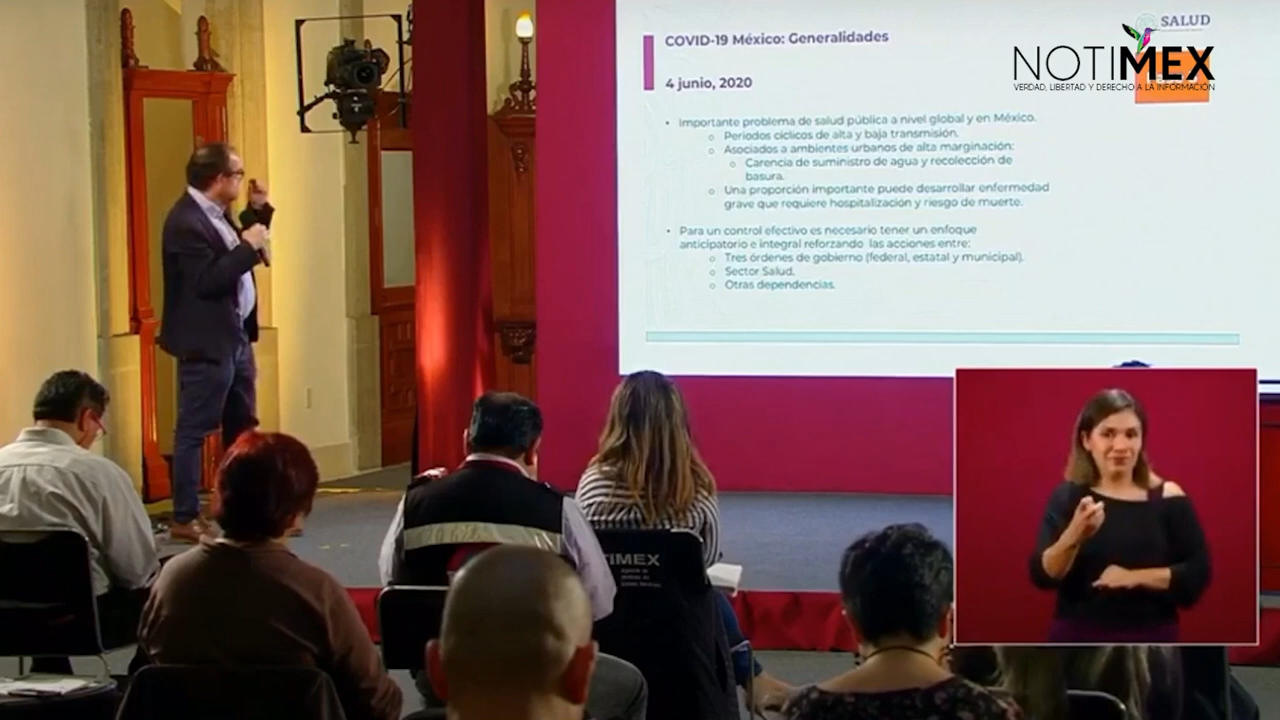 COVID-19 México: Generalidades
4 junio, 2020
SALUD
NOTIMEX
VERDAD, LIBERTAD Y DERECHO A LA INFORMACIÓN
• Importante problema de salud pública a nivel global y en México.
○ Periodos cíclicos de alta y baja transmisión.
○ Asociados a ambientes urbanos de alta marginación:
○ Carencia de suministro de agua y recolección de
basura.
○ Una proporción importante puede desarrollar enfermedad
grave que requiere hospitalización y riesgo de muerte.
• Para un control efectivo es necesario tener un enfoque
anticipatorio e integral reforzando las acciones entre:
○ Tres órdenes de gobierno (federal, estatal y municipal).
○ Sector Salud.
○ Otras dependencias.
TIMEX